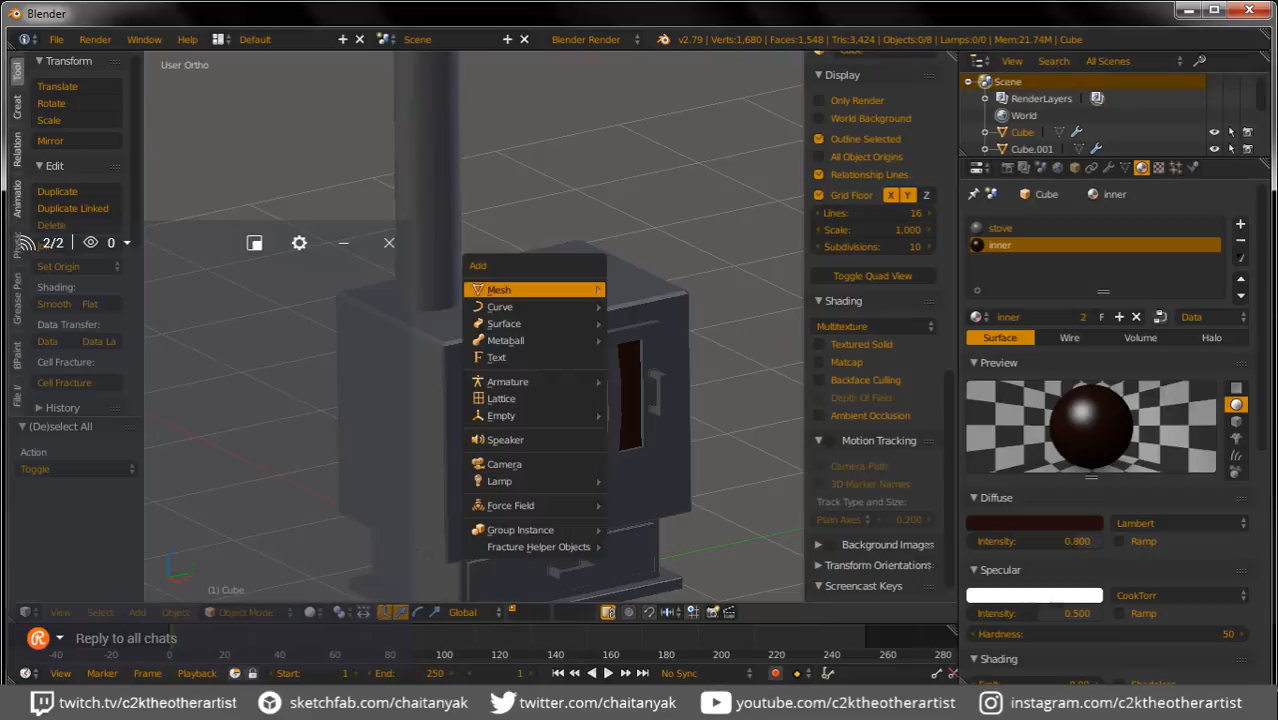 Blender
File Render Window Help Default Scene Blender Render v2.79 | Verts:1,680 | Faces:1,548 | Tris:3,424 | Objects:0/8 | Lamps:0/0 | Mem:21.74M | Cube
Tool
Creat
Relation
Animatio
Grease Pen
Transform
Translate
Rotate
Scale
Mirror
Edit
Duplicate
Duplicate Linked
Delete
2/2 0
Set Origin
Shading:
Smooth Flat
Data Transfer:
Data Data La
Cell Fracture:
Cell Fracture
History
(De)select All
Action
Toggle
User Ortho
Add
Mesh
Curve
Surface
Metaball
Text
Armature
Lattice
Empty
Speaker
Camera
Lamp
Force Field
Group Instance
Fracture Helper Objects
(1) Cube
Display
Only Render
World Background
Outline Selected
All Object Origins
Relationship Lines
Grid Floor X Y Z
Lines: 16
Scale: 1.000
Subdivisions: 10
Toggle Quad View
Shading
Multitexture
Textured Solid
Matcap
Backface Culling
Depth Of Field
Ambient Occlusion
Motion Tracking
Camera Path
3D Marker Names
Track Type and Size:
Plain Axes 0.200
Background Images
Transform Orientations
Screencast Keys
View Search All Scenes
Scene
RenderLayers
World
Cube
Cube.001
Cube inner
stove
inner
inner 2 F Data
Surface Wire Volume Halo
Preview
Diffuse
Lambert
Intensity: 0.800 Ramp
Specular
CookTorr
Intensity: 0.500 Ramp
Hardness: 50
Shading
View Select Add Object Object Mode Global
Reply to all chats
-40 -20 0 20 40 60 80 100 120 140 160 180 200 220 240 260 280
View Marker Frame Playback Start: 1 End: 250 1 No Sync
twitch.tv/c2ktheotherartist sketchfab.com/chaitanyak twitter.com/chaitanyak youtube.com/c2ktheotherartist instagram.com/c2ktheotherartist